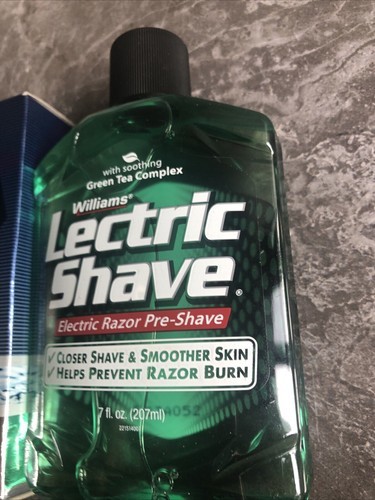 with soothing
Green Tea Complex
Williams®
Lectric
Shave®
Electric Razor Pre-Shave
✓ CLOSER SHAVE & SMOOTHER SKIN
✓ HELPS PREVENT RAZOR BURN
7 fl. oz. (207ml)